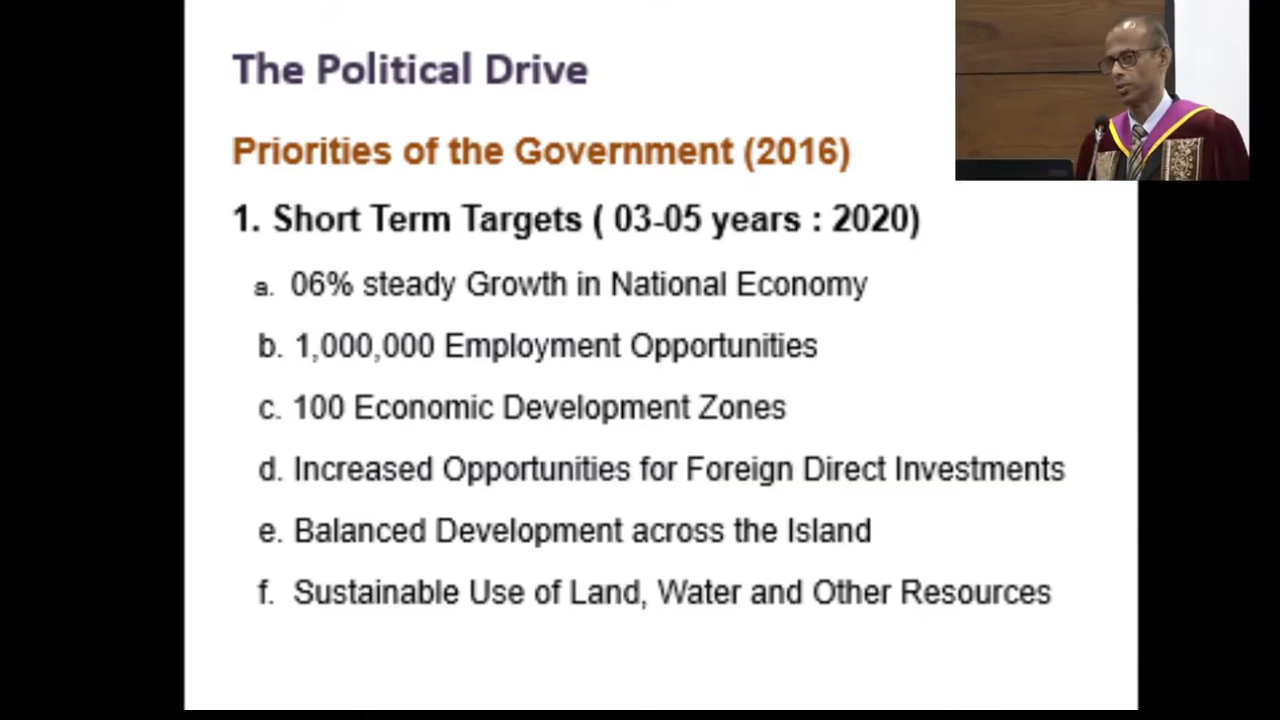 The Political Drive
Priorities of the Government (2016)
1. Short Term Targets ( 03-05 years : 2020)
a. 06% steady Growth in National Economy
b. 1,000,000 Employment Opportunities
c. 100 Economic Development Zones
d. Increased Opportunities for Foreign Direct Investments
e. Balanced Development across the Island
f. Sustainable Use of Land, Water and Other Resources